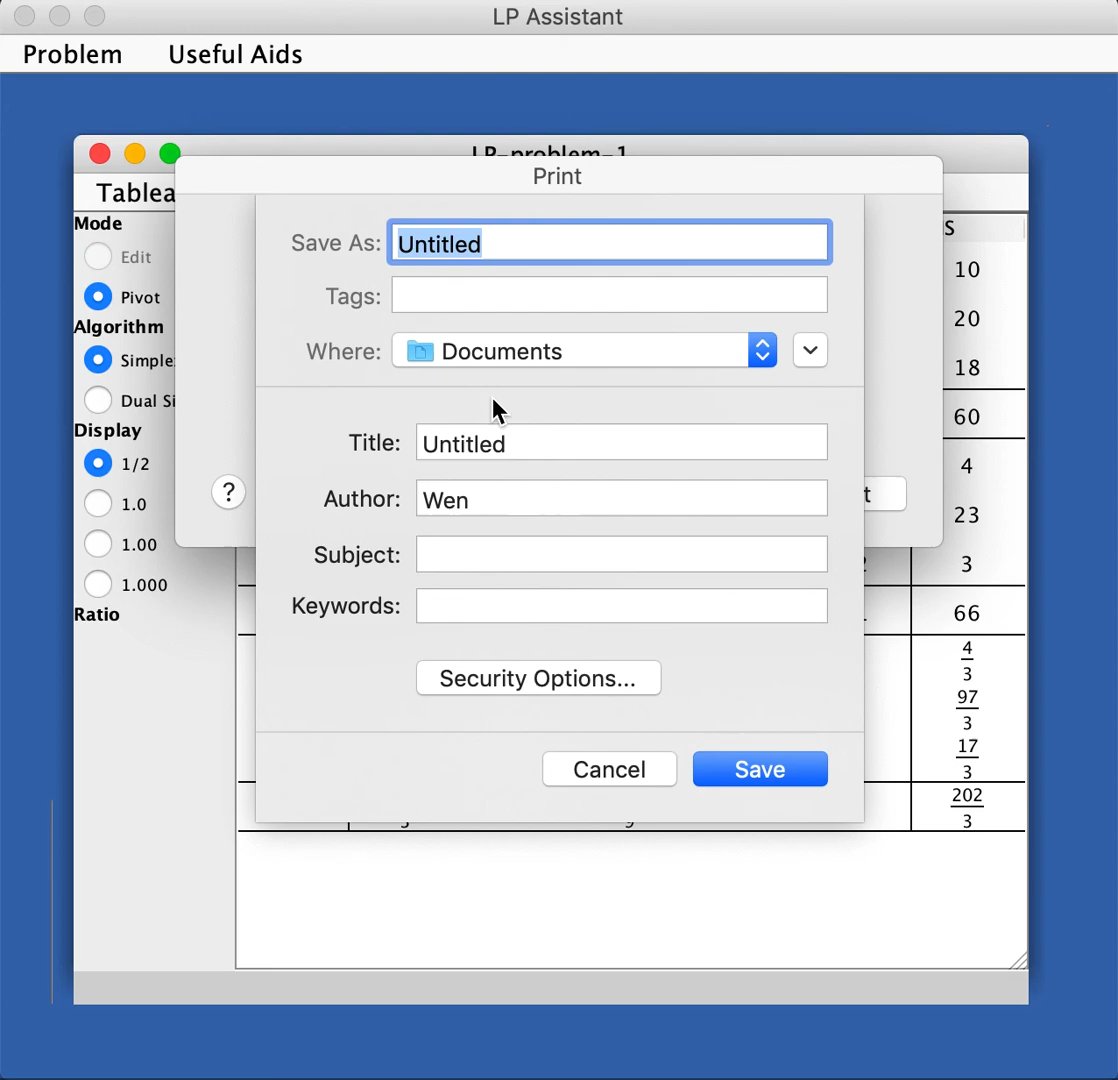 LP Assistant
Problem Useful Aids
LP-problem-1
Print
Tablea
Mode
Edit
Pivot
Algorithm
Simple
Dual Si
Display
1/2
1.0
1.00
1.000
Ratio
Save As: Untitled
Tags:
Where: Documents
Title: Untitled
Author: Wen
Subject:
Keywords:
Security Options...
Cancel Save
?
t
S
10
20
18
60
4
23
3
66
4
3
97
3
17
3
202
3